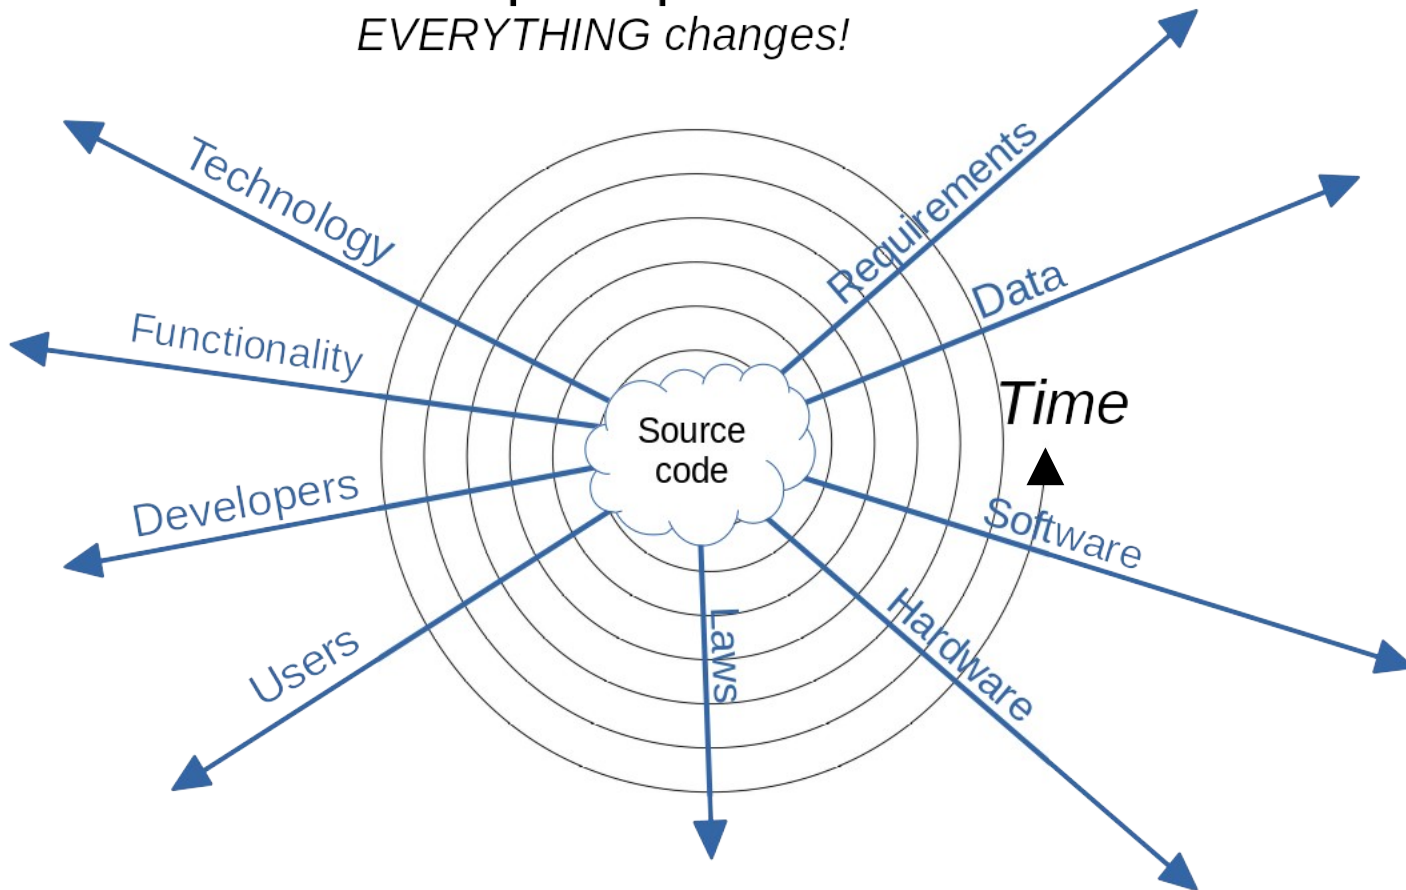 EVERYTHING changes!
Technology
Requirements
Data
Functionality
Time
Source
code
Developers
Software
Users
Laws
Hardware